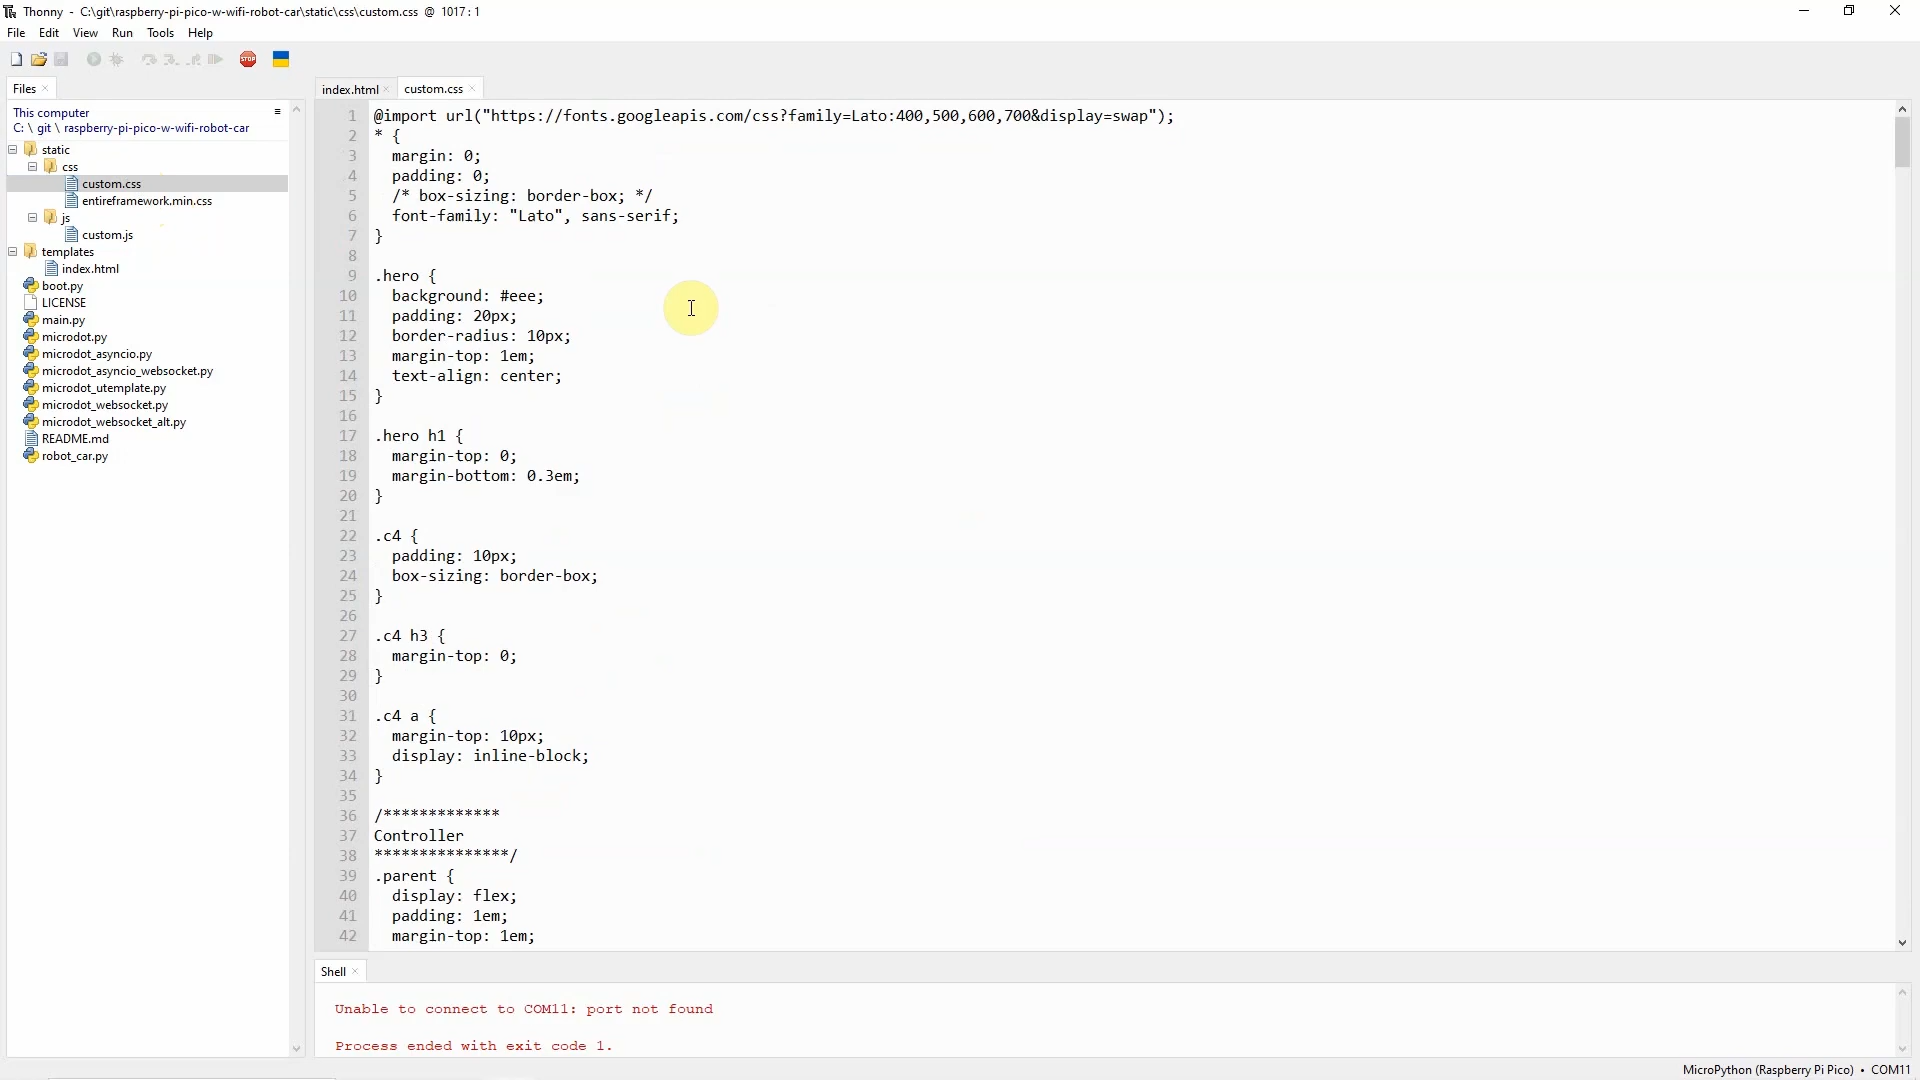 Thonny - C:\git\raspberry-pi-pico-w-wifi-robot-car\static\css\custom.css @ 1017 : 1
File Edit View Run Tools Help
STOP
Files
This computer
C: \ git \ raspberry-pi-pico-w-wifi-robot-car
static
css
custom.css
entireframework.min.css
js
custom.js
templates
index.html
boot.py
LICENSE
main.py
microdot.py
microdot_asyncio.py
microdot_asyncio_websocket.py
microdot_utemplate.py
microdot_websocket.py
microdot_websocket_alt.py
README.md
robot_car.py
index.html custom.css
1 @import url("https://fonts.googleapis.com/css?family=Lato:400,500,600,700&display=swap");
2 * {
3   margin: 0;
4   padding: 0;
5   /* box-sizing: border-box; */
6   font-family: "Lato", sans-serif;
7 }
8
9 .hero {
10   background: #eee;
11   padding: 20px;
12   border-radius: 10px;
13   margin-top: 1em;
14   text-align: center;
15 }
16
17 .hero h1 {
18   margin-top: 0;
19   margin-bottom: 0.3em;
20 }
21
22 .c4 {
23   padding: 10px;
24   box-sizing: border-box;
25 }
26
27 .c4 h3 {
28   margin-top: 0;
29 }
30
31 .c4 a {
32   margin-top: 10px;
33   display: inline-block;
34 }
35
36 /*************
37 Controller
38 ***************/
39 .parent {
40   display: flex;
41   padding: 1em;
42   margin-top: 1em;
Shell
Unable to connect to COM11: port not found
Process ended with exit code 1.
MicroPython (Raspberry Pi Pico) • COM11